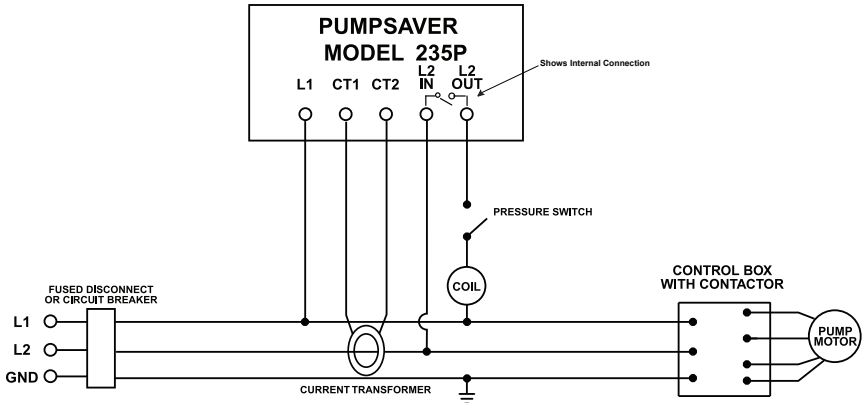 PUMPSAVER
MODEL 235P
L1 CT1 CT2 L2 IN L2 OUT
Shows Internal Connection
PRESSURE SWITCH
COIL
CONTROL BOX
WITH CONTACTOR
FUSED DISCONNECT
OR CIRCUIT BREAKER
L1
L2
GND
PUMP
MOTOR
CURRENT TRANSFORMER